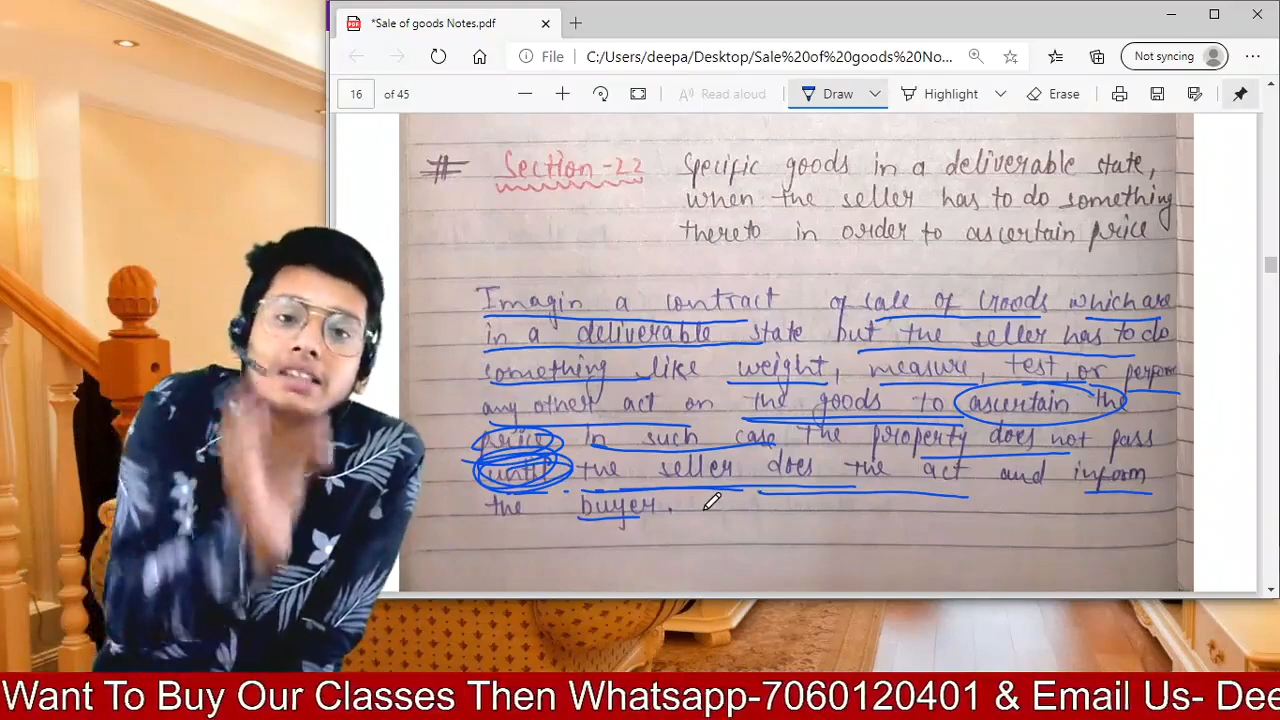 *Sale of goods Notes.pdf
File
C:/Users/deepa/Desktop/Sale%20of%20goods%20No...
Not syncing
16 of 45
Read aloud
Draw
Highlight
Erase
# Section-22 Specific goods in a deliverable state,
when the seller has to do something
thereto in order to ascertain price
Imagin a contract of sale of Goods which are
in a deliverable state but the seller has to do
something like weight, measure, test, or perform
any other act on the goods to ascertain the
price in such case the property does not pass
until the seller does the act and inform
the buyer.
Want To Buy Our Classes Then Whatsapp-7060120401 & Email Us- Dee